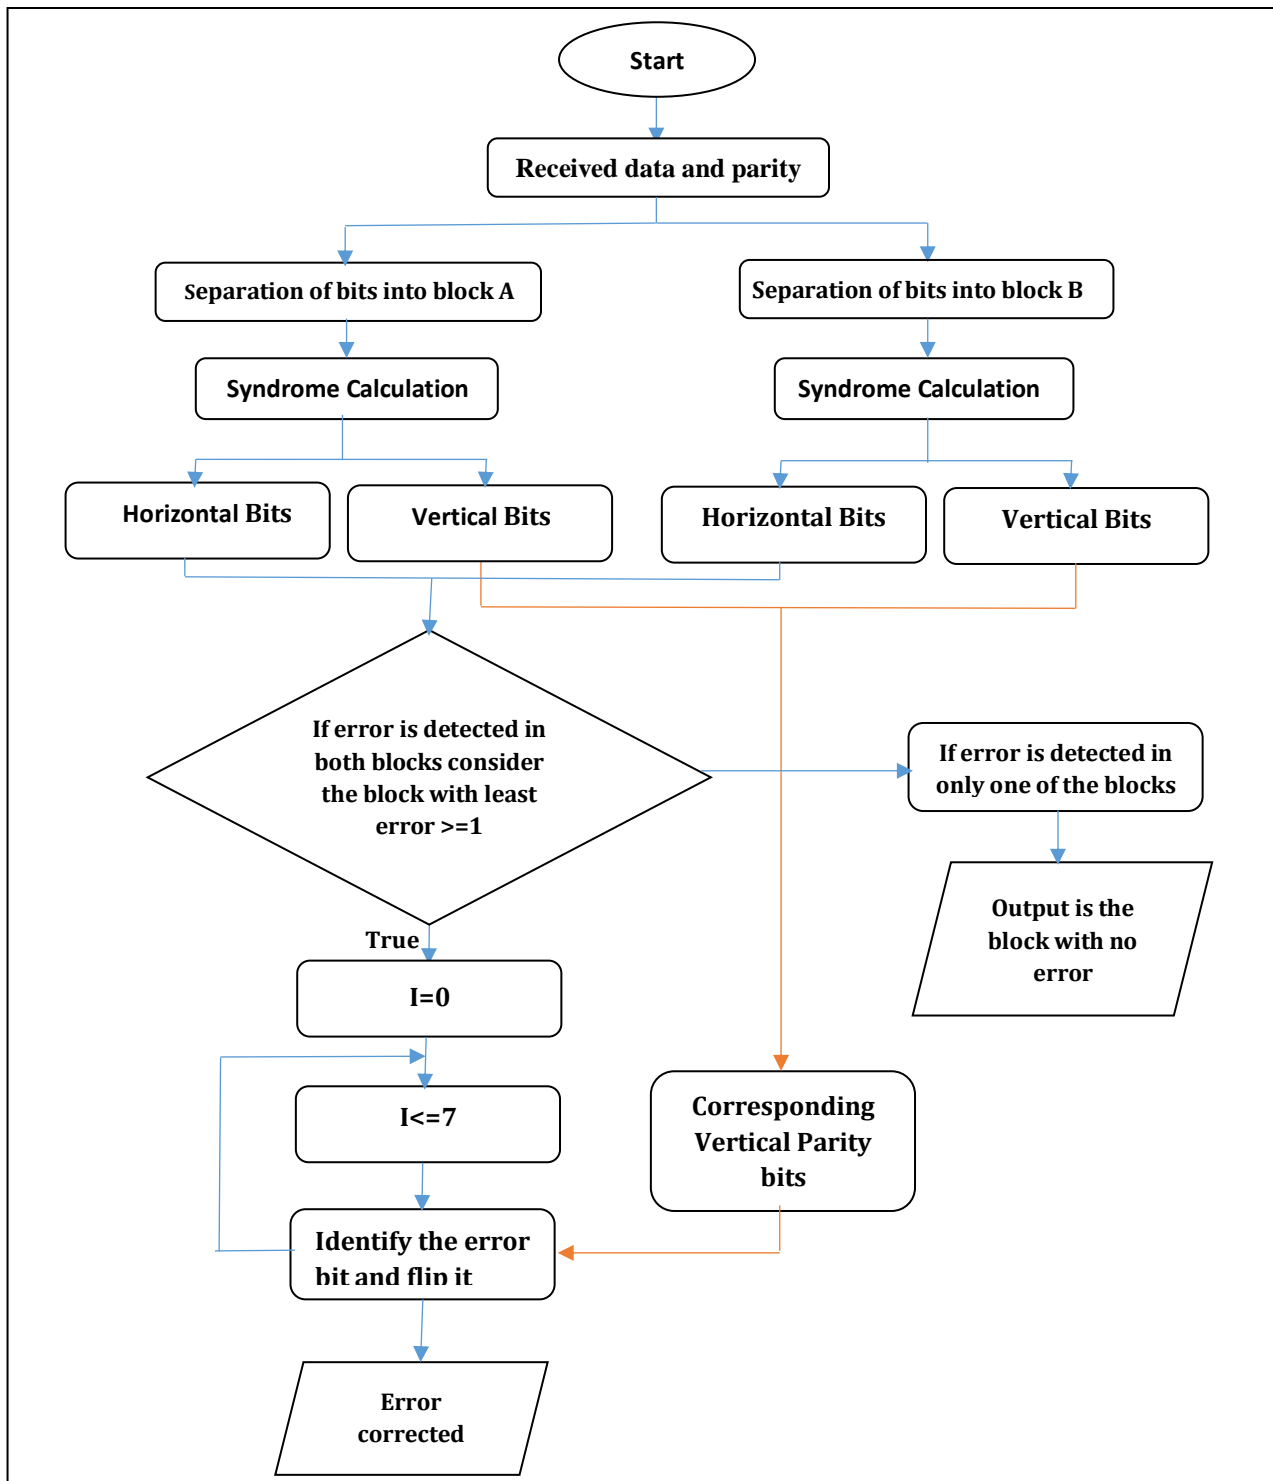 Start
Received data and parity
Separation of bits into block A
Separation of bits into block B
Syndrome Calculation
Syndrome Calculation
Horizontal Bits
Vertical Bits
Horizontal Bits
Vertical Bits
If error is detected in
both blocks consider
the block with least
error >=1
If error is detected in
only one of the blocks
Output is the
block with no
error
True
I=0
I<=7
Corresponding
Vertical Parity
bits
Identify the error
bit and flip it
Error
corrected